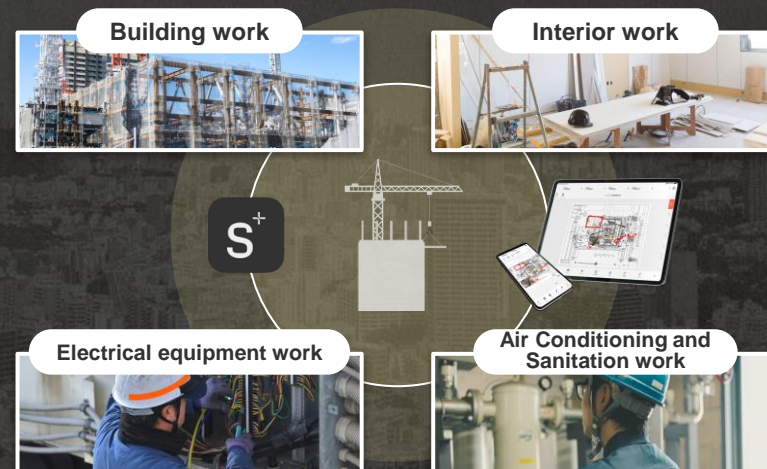 Building work
Interior work
S+
Electrical equipment work
Air Conditioning and
Sanitation work